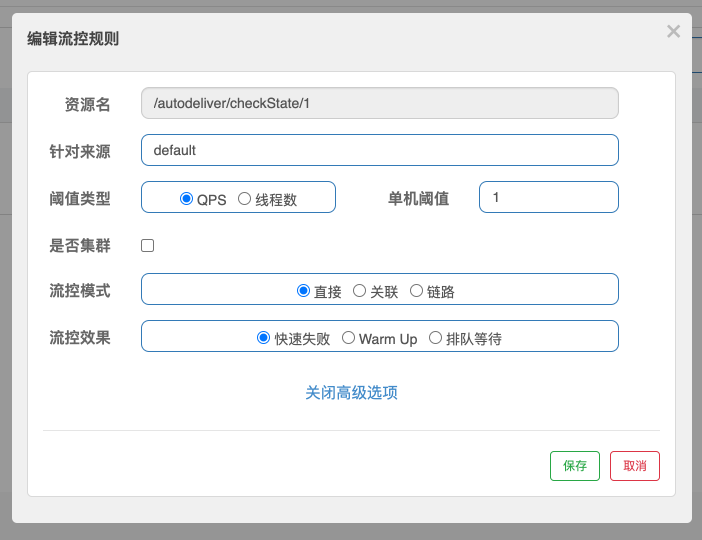 编辑流控规则 ×
资源名 /autodeliver/checkState/1
针对来源 default
阈值类型 QPS 线程数 单机阈值 1
是否集群
流控模式 直接 关联 链路
流控效果 快速失败 Warm Up 排队等待
关闭高级选项
保存 取消